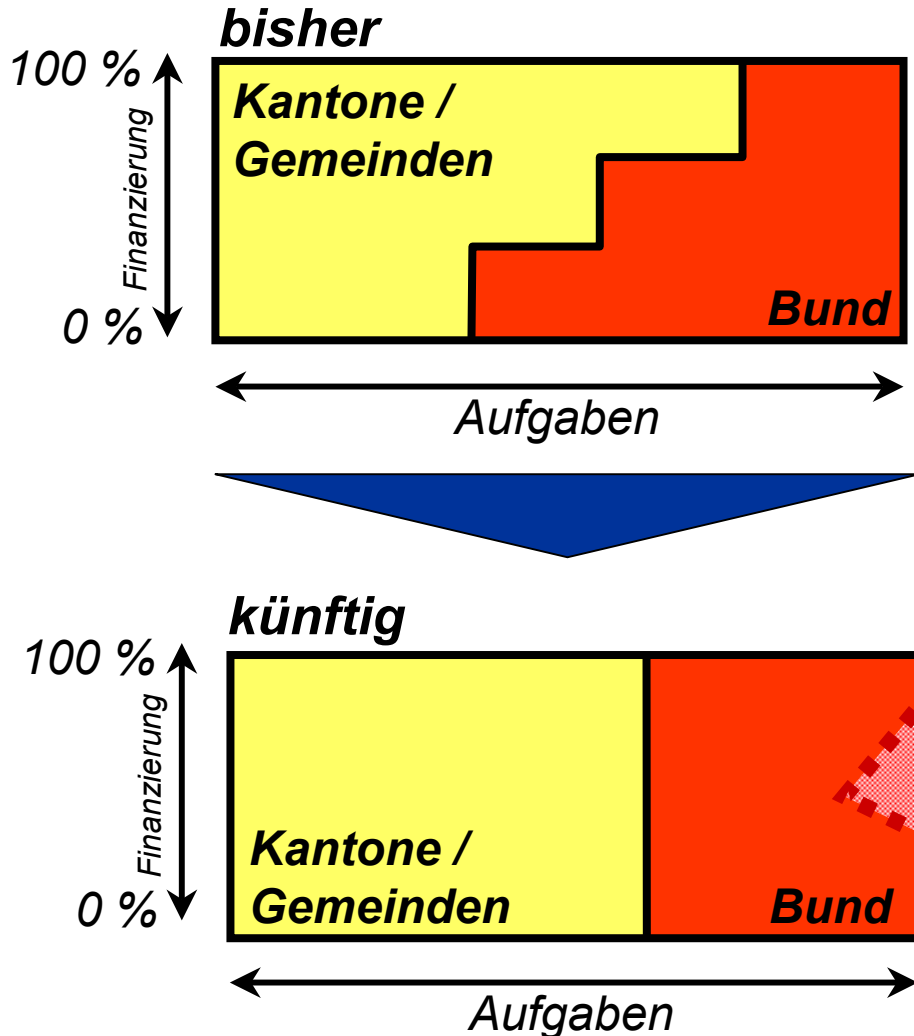 bisher
100 %
Kantone /
Gemeinden
Finanzierung
0 %
Bund
Aufgaben
künftig
100 %
Finanzierung
Kantone /
Gemeinden
0 %
Bund
Aufgaben